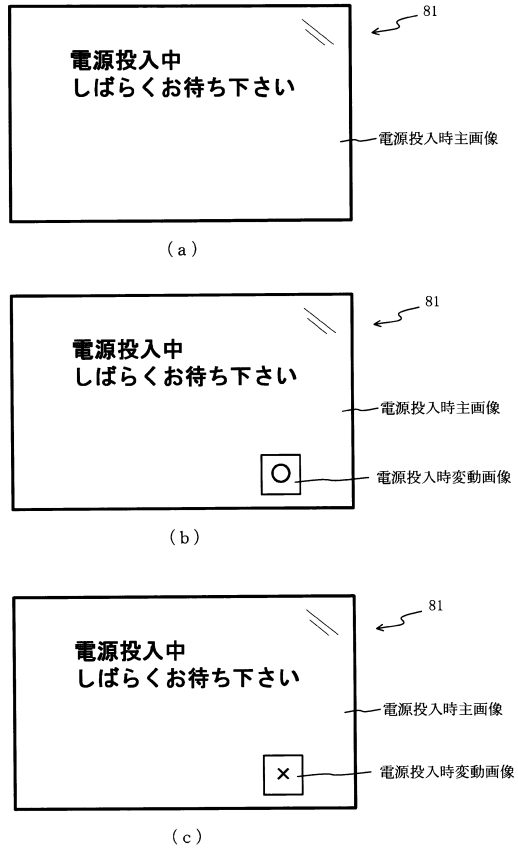 81
電源投入中
しばらくお待ち下さい
電源投入時主画像
(a)
81
電源投入中
しばらくお待ち下さい
電源投入時主画像
○
電源投入時変動画像
(b)
81
電源投入中
しばらくお待ち下さい
電源投入時主画像
×
電源投入時変動画像
(c)